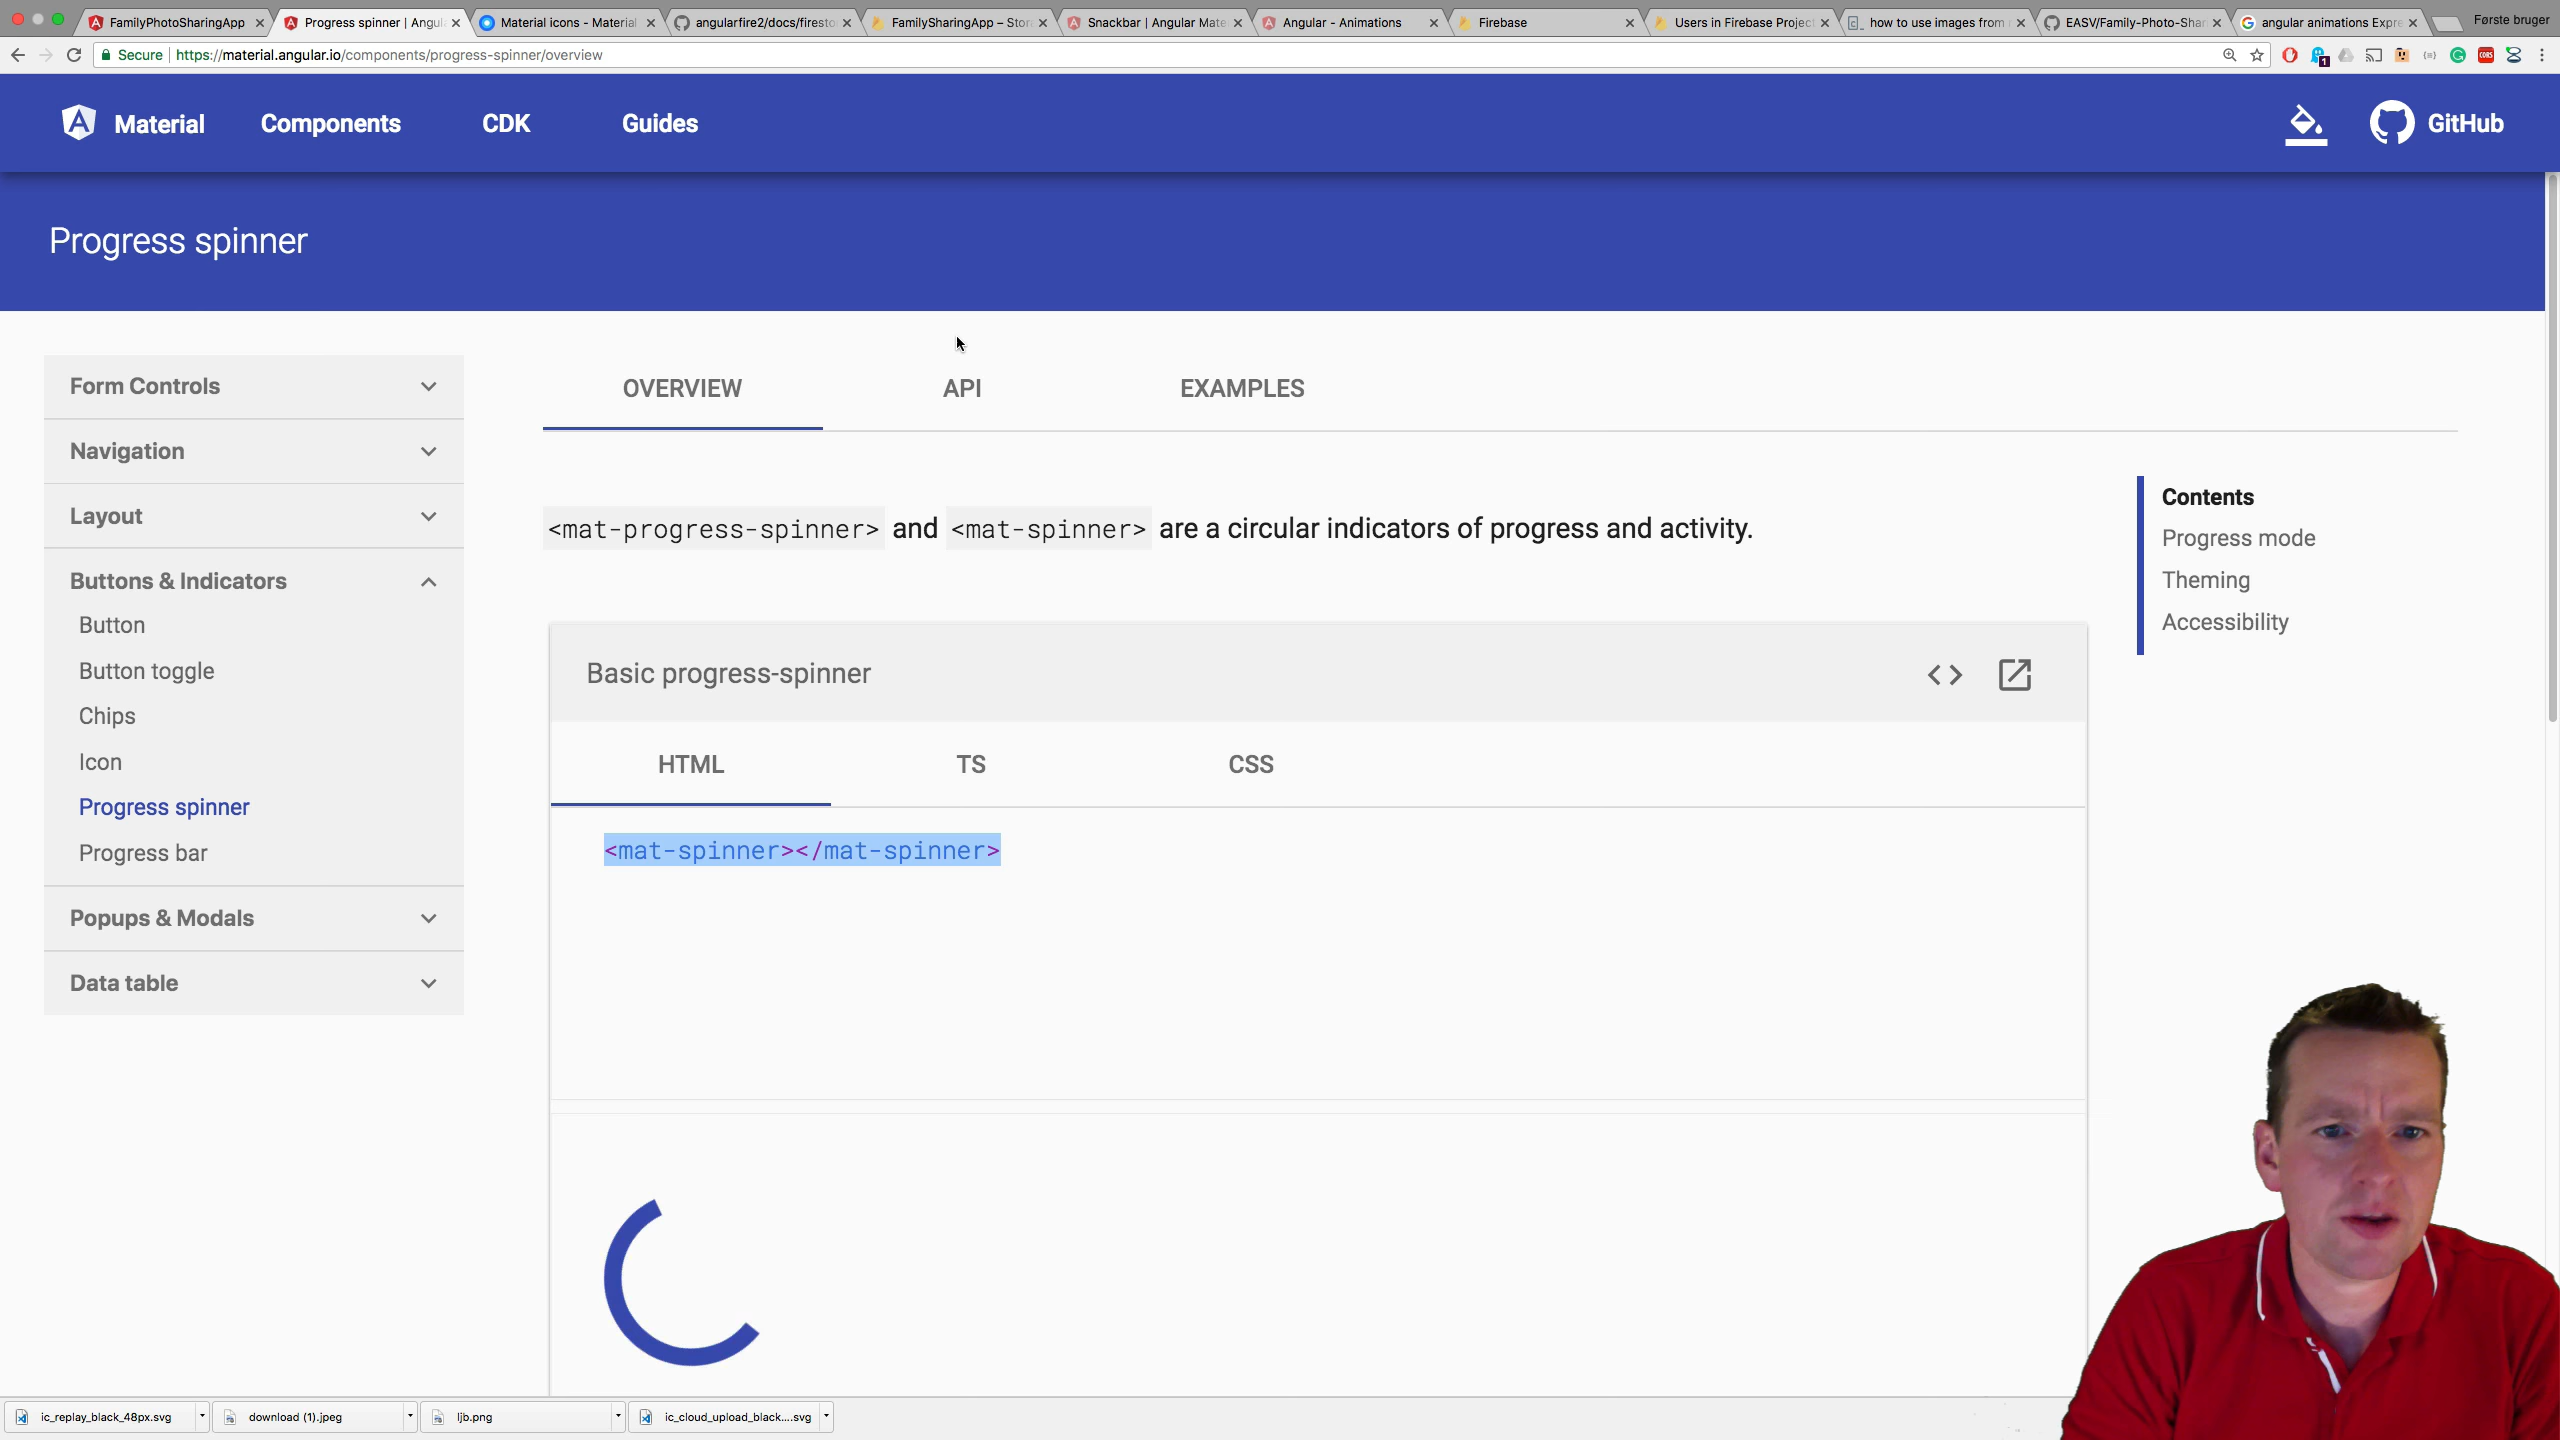 FamilyPhotoSharingApp
Progress spinner | Angula
Material icons - Material
angularfire2/docs/firesto
FamilySharingApp – Stora
Snackbar | Angular Mate
Angular - Animations
Firebase
Users in Firebase Project
how to use images from
EASV/Family-Photo-Shar
angular animations Expre
Første bruger
Secure
https://material.angular.io/components/progress-spinner/overview
Material
Components
CDK
Guides
GitHub
Progress spinner
Form Controls
Navigation
Layout
Buttons & Indicators
Button
Button toggle
Chips
Icon
Progress spinner
Progress bar
Popups & Modals
Data table
OVERVIEW
API
EXAMPLES
<mat-progress-spinner> and <mat-spinner> are a circular indicators of progress and activity.
Contents
Progress mode
Theming
Accessibility
Basic progress-spinner
HTML
TS
CSS
<mat-spinner></mat-spinner>
ic_replay_black_48px.svg
download (1).jpeg
ljb.png
ic_cloud_upload_black....svg